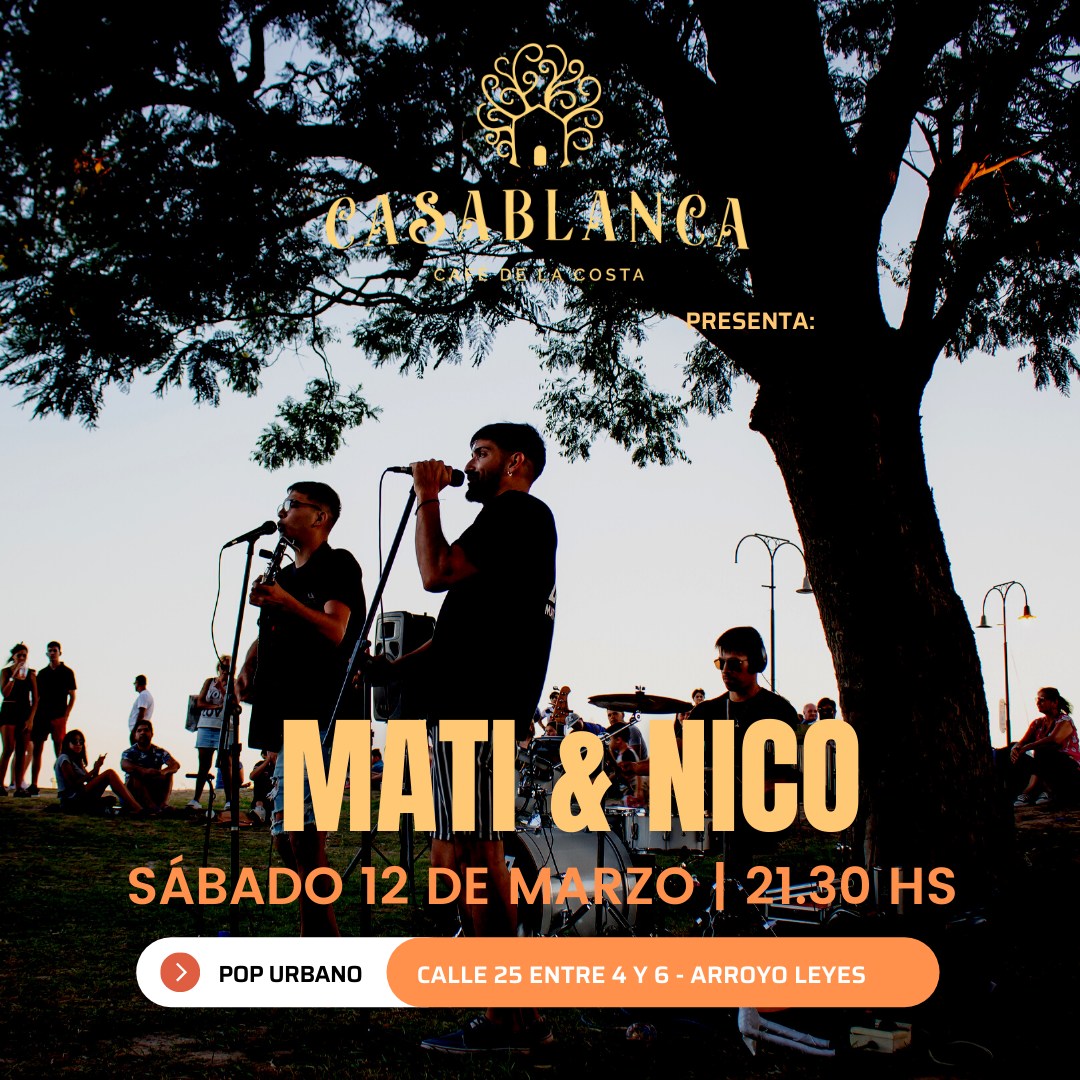 CASABLANCA
CAFÉ DE LA COSTA
PRESENTA:
MATI & NICO
SÁBADO 12 DE MARZO | 21.30 HS
POP URBANO
CALLE 25 ENTRE 4 Y 6 - ARROYO LEYES